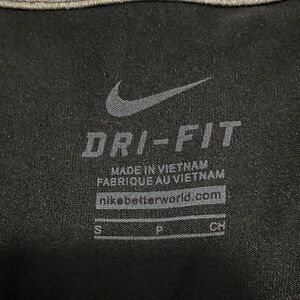 DRI-FIT
MADE IN VIETNAM
FABRIQUE AU VIETNAM
nikebetterworld.com
S P CH